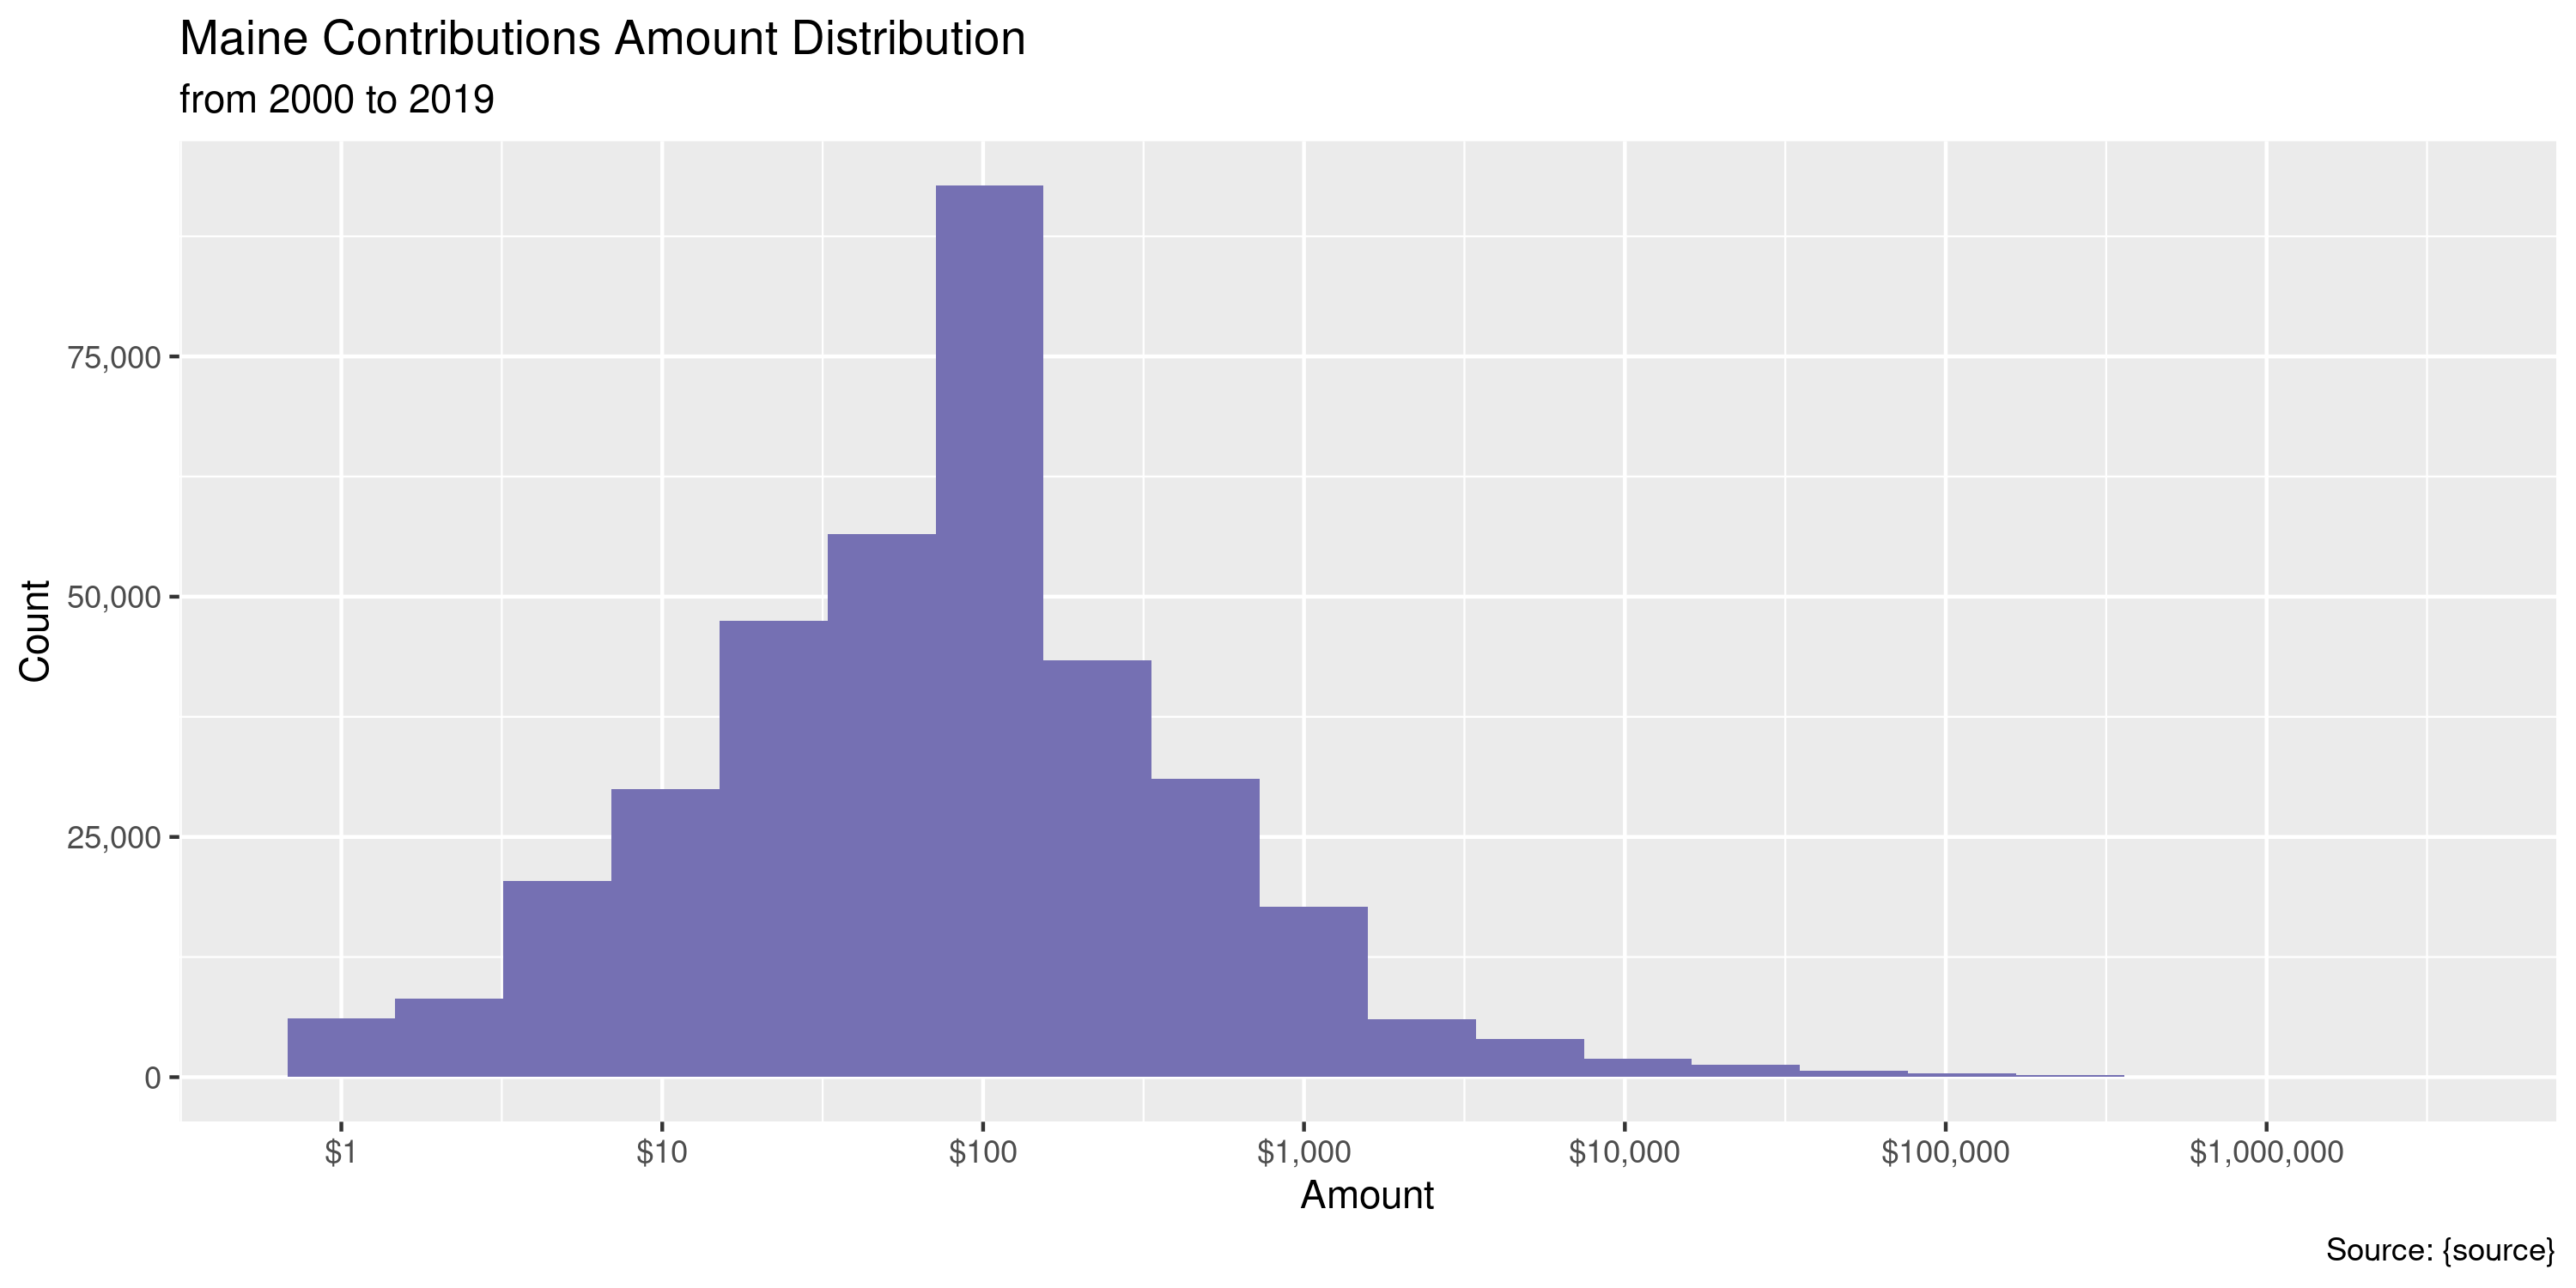 Maine Contributions Amount Distribution
from 2000 to 2019
Count
75,000
50,000
25,000
0
$1 $10 $100 $1,000 $10,000 $100,000 $1,000,000
Amount
Source: {source}